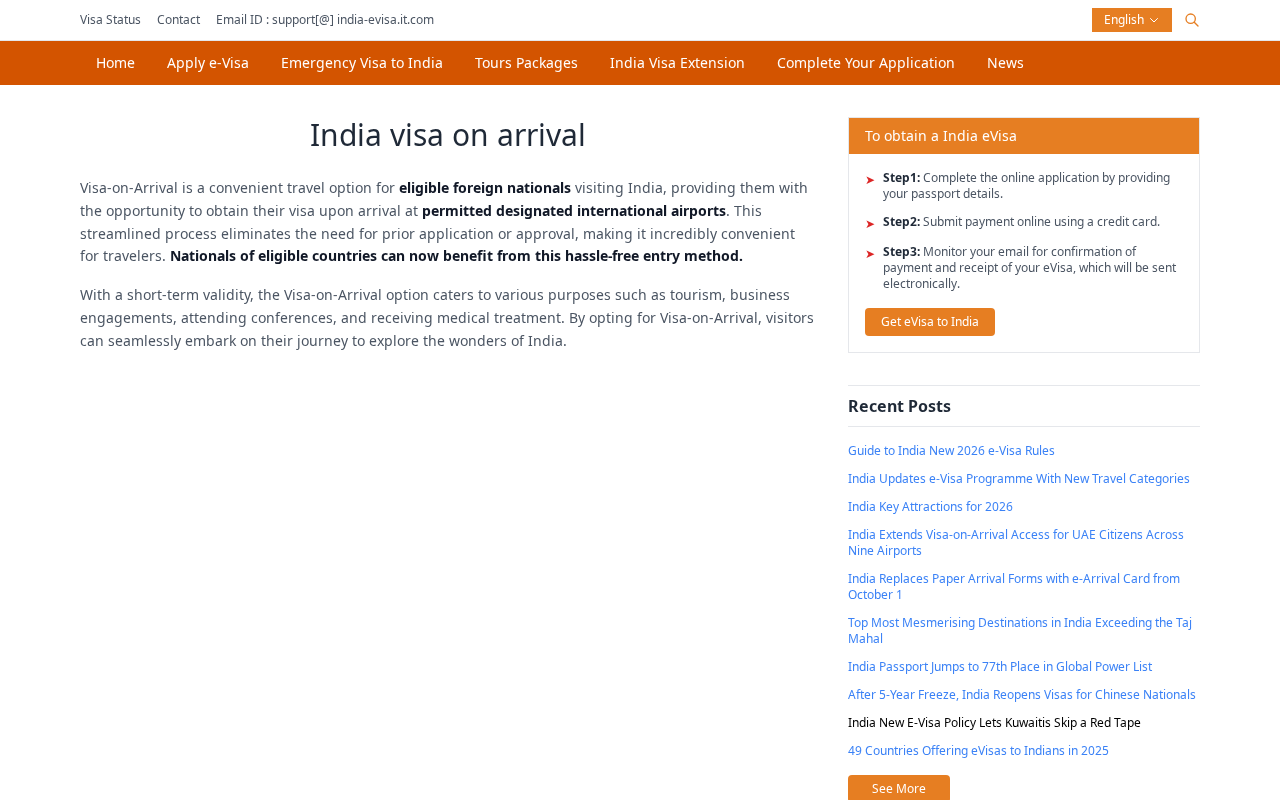 Visa Status Contact Email ID : support[@] india-evisa.it.com English
Home Apply e-Visa Emergency Visa to India Tours Packages India Visa Extension Complete Your Application News
India visa on arrival
Visa-on-Arrival is a convenient travel option for eligible foreign nationals visiting India, providing them with
the opportunity to obtain their visa upon arrival at permitted designated international airports. This
streamlined process eliminates the need for prior application or approval, making it incredibly convenient
for travelers. Nationals of eligible countries can now benefit from this hassle-free entry method.
With a short-term validity, the Visa-on-Arrival option caters to various purposes such as tourism, business
engagements, attending conferences, and receiving medical treatment. By opting for Visa-on-Arrival, visitors
can seamlessly embark on their journey to explore the wonders of India.
To obtain a India eVisa
➤ Step1: Complete the online application by providing
your passport details.
➤ Step2: Submit payment online using a credit card.
➤ Step3: Monitor your email for confirmation of
payment and receipt of your eVisa, which will be sent
electronically.
Get eVisa to India
Recent Posts
Guide to India New 2026 e-Visa Rules
India Updates e-Visa Programme With New Travel Categories
India Key Attractions for 2026
India Extends Visa-on-Arrival Access for UAE Citizens Across
Nine Airports
India Replaces Paper Arrival Forms with e-Arrival Card from
October 1
Top Most Mesmerising Destinations in India Exceeding the Taj
Mahal
India Passport Jumps to 77th Place in Global Power List
After 5-Year Freeze, India Reopens Visas for Chinese Nationals
India New E-Visa Policy Lets Kuwaitis Skip a Red Tape
49 Countries Offering eVisas to Indians in 2025
See More